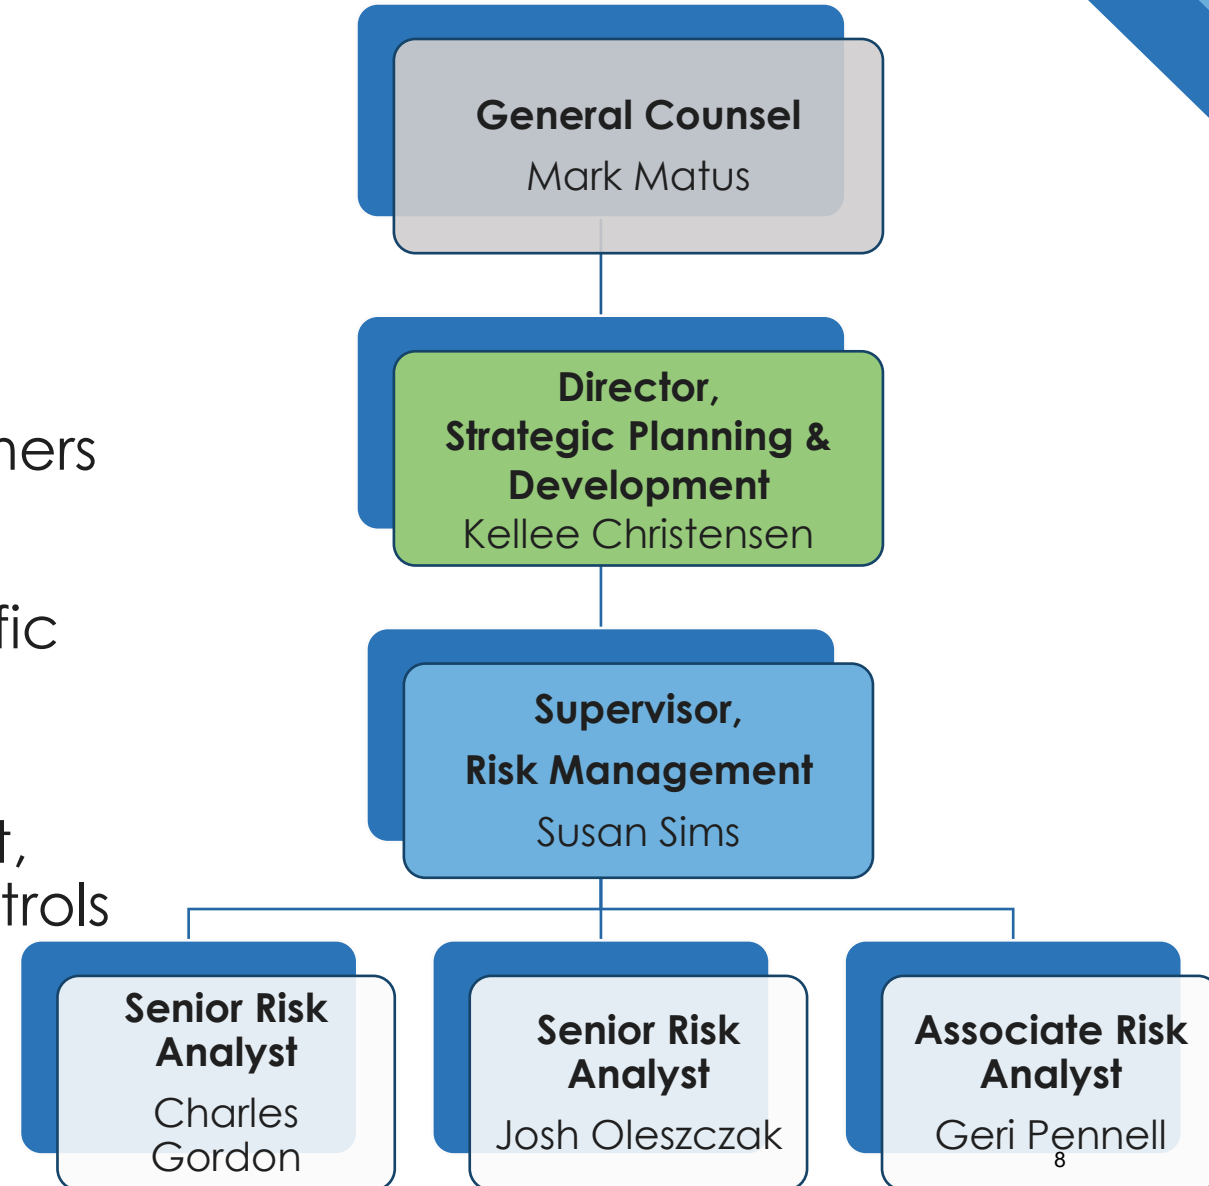 General Counsel
Mark Matus
Director,
Strategic Planning &
Development
Kellee Christensen
ners
fic
Supervisor,
Risk Management
Susan Sims
t,
trols
Senior Risk
Analyst
Charles
Gordon
Senior Risk
Analyst
Josh Oleszczak
Associate Risk
Analyst
Geri Pennell
8